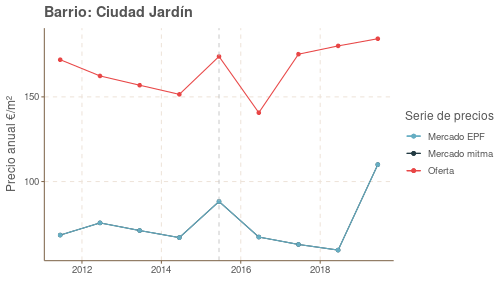 Barrio: Ciudad Jardín
Precio anual €/m²
150
100
2012
2014
2016
2018
Serie de precios
Mercado EPF
Mercado mitma
Oferta